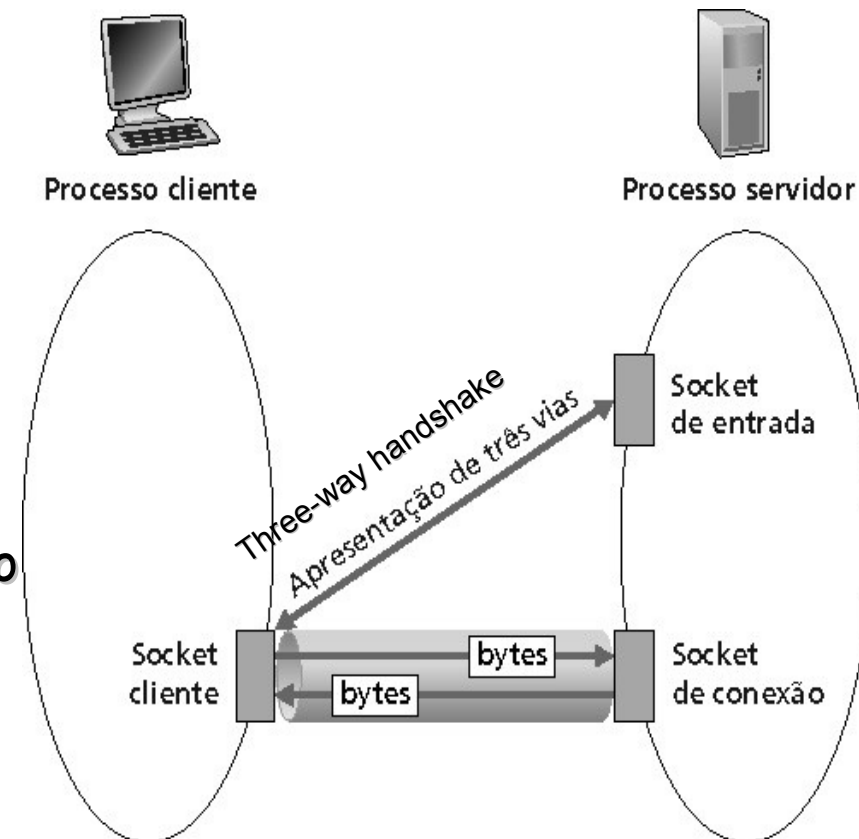 Processo cliente
Processo servidor
Three-way handshake
Apresentação de três vias
Socket
de entrada
o
Socket
cliente
bytes
bytes
Socket
de conexão